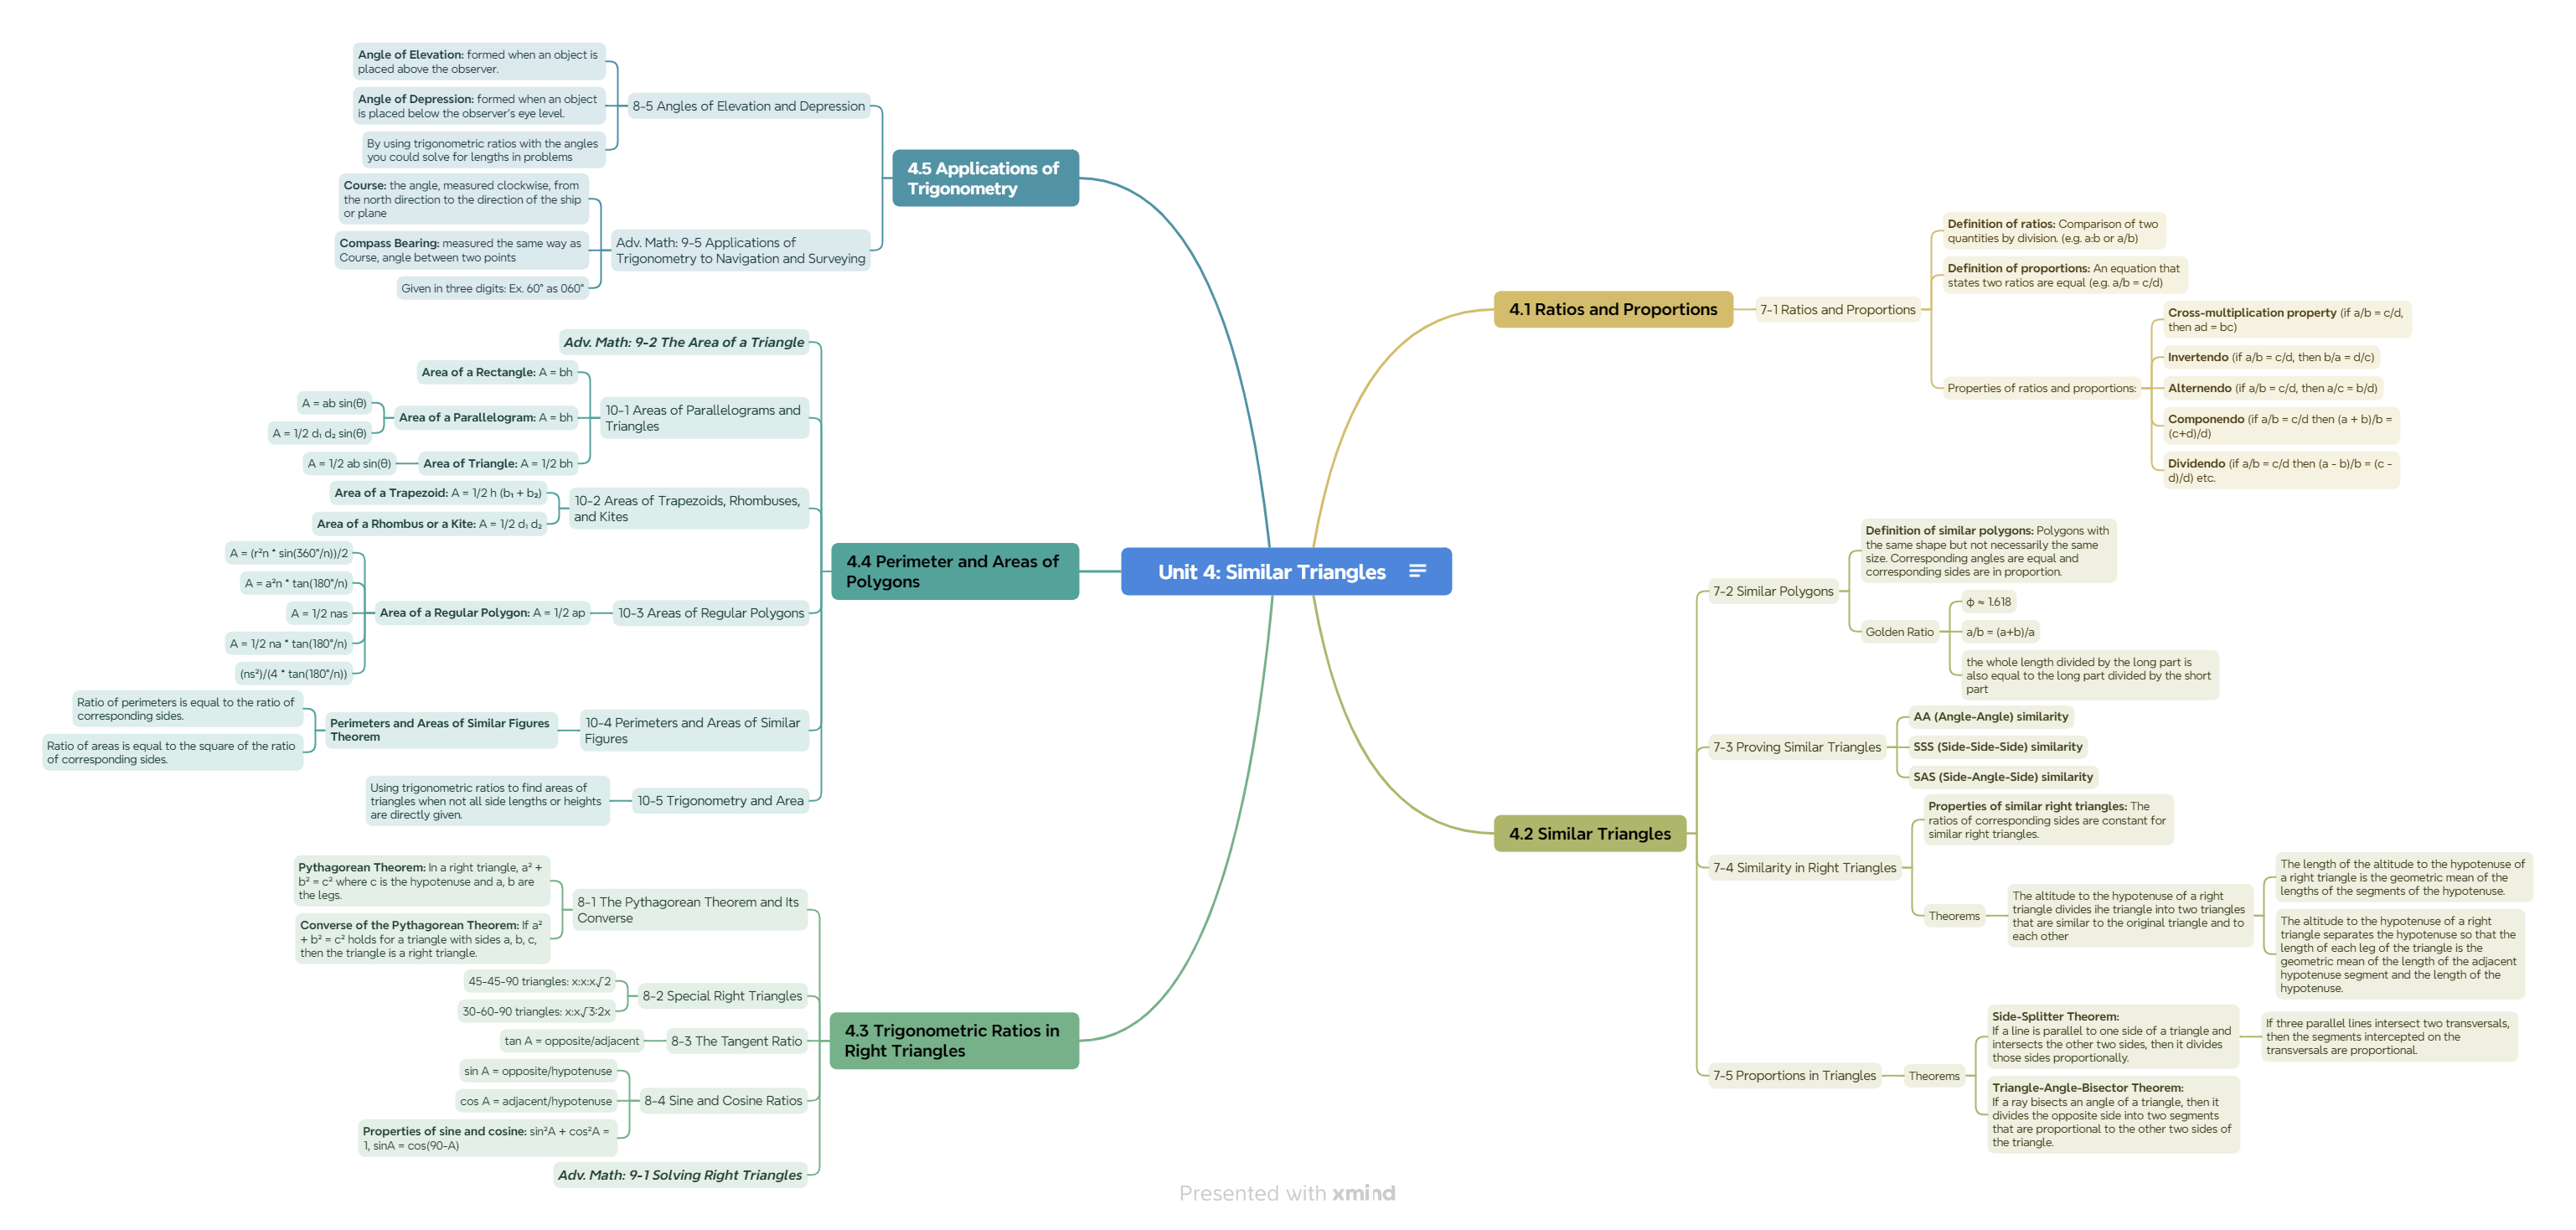 Unit 4: Similar Triangles
4.1 Ratios and Proportions
7-1 Ratios and Proportions
Definition of ratios: Comparison of two
quantities by division. (e.g. a:b or a/b)
Definition of proportions: An equation that
states two ratios are equal (e.g. a/b = c/d)
Properties of ratios and proportions:
Cross-multiplication property (if a/b = c/d,
then ad = bc)
Invertendo (if a/b = c/d, then b/a = d/c)
Alternendo (if a/b = c/d, then a/c = b/d)
Componendo (if a/b = c/d then (a + b)/b =
(c+d)/d)
Dividendo (if a/b = c/d then (a - b)/b = (c -
d)/d) etc.
4.2 Similar Triangles
7-2 Similar Polygons
Definition of similar polygons: Polygons with
the same shape but not necessarily the same
size. Corresponding angles are equal and
corresponding sides are in proportion.
Golden Ratio
ϕ ≈ 1.618
a/b = (a+b)/a
the whole length divided by the long part is
also equal to the long part divided by the short
part
7-3 Proving Similar Triangles
AA (Angle-Angle) similarity
SSS (Side-Side-Side) similarity
SAS (Side-Angle-Side) similarity
7-4 Similarity in Right Triangles
Properties of similar right triangles: The
ratios of corresponding sides are constant for
similar right triangles.
Theorems
The altitude to the hypotenuse of a right
triangle divides ihe triangle into two triangles
that are similar to the original triangle and to
each other
The length of the altitude to the hypotenuse of
a right triangle is the geometric mean of the
lengths of the segments of the hypotenuse.
The altitude to the hypotenuse of a right
triangle separates the hypotenuse so that the
length of each leg of the triangle is the
geometric mean of the length of the adjacent
hypotenuse segment and the length of the
hypotenuse.
7-5 Proportions in Triangles
Theorems
Side-Splitter Theorem:
If a line is parallel to one side of a triangle and
intersects the other two sides, then it divides
those sides proportionally.
If three parallel lines intersect two transversals,
then the segments intercepted on the
transversals are proportional.
Triangle-Angle-Bisector Theorem:
If a ray bisects an angle of a triangle, then it
divides the opposite side into two segments
that are proportional to the other two sides of
the triangle.
4.3 Trigonometric Ratios in
Right Triangles
8-1 The Pythagorean Theorem and Its
Converse
Pythagorean Theorem: In a right triangle, a² +
b² = c² where c is the hypotenuse and a, b are
the legs.
Converse of the Pythagorean Theorem: If a²
+ b² = c² holds for a triangle with sides a, b, c,
then the triangle is a right triangle.
8-2 Special Right Triangles
45-45-90 triangles: x:x:x√2
30-60-90 triangles: x:x√3:2x
8-3 The Tangent Ratio
tan A = opposite/adjacent
8-4 Sine and Cosine Ratios
sin A = opposite/hypotenuse
cos A = adjacent/hypotenuse
Properties of sine and cosine: sin²A + cos²A =
1, sinA = cos(90-A)
Adv. Math: 9-1 Solving Right Triangles
4.4 Perimeter and Areas of
Polygons
Adv. Math: 9-2 The Area of a Triangle
10-1 Areas of Parallelograms and
Triangles
Area of a Rectangle: A = bh
Area of a Parallelogram: A = bh
A = ab sin(θ)
A = 1/2 d₁ d₂ sin(θ)
Area of Triangle: A = 1/2 bh
A = 1/2 ab sin(θ)
10-2 Areas of Trapezoids, Rhombuses,
and Kites
Area of a Trapezoid: A = 1/2 h (b₁ + b₂)
Area of a Rhombus or a Kite: A = 1/2 d₁ d₂
10-3 Areas of Regular Polygons
Area of a Regular Polygon: A = 1/2 ap
A = (r²n * sin(360°/n))/2
A = a²n * tan(180°/n)
A = 1/2 nas
A = 1/2 na * tan(180°/n)
(ns²)/(4 * tan(180°/n))
10-4 Perimeters and Areas of Similar
Figures
Perimeters and Areas of Similar Figures
Theorem
Ratio of perimeters is equal to the ratio of
corresponding sides.
Ratio of areas is equal to the square of the ratio
of corresponding sides.
10-5 Trigonometry and Area
Using trigonometric ratios to find areas of
triangles when not all side lengths or heights
are directly given.
4.5 Applications of
Trigonometry
8-5 Angles of Elevation and Depression
Angle of Elevation: formed when an object is
placed above the observer.
Angle of Depression: formed when an object
is placed below the observer's eye level.
By using trigonometric ratios with the angles
you could solve for lengths in problems
Adv. Math: 9-5 Applications of
Trigonometry to Navigation and Surveying
Course: the angle, measured clockwise, from
the north direction to the direction of the ship
or plane
Compass Bearing: measured the same way as
Course, angle between two points
Given in three digits: Ex. 60° as 060°
Presented with xmind